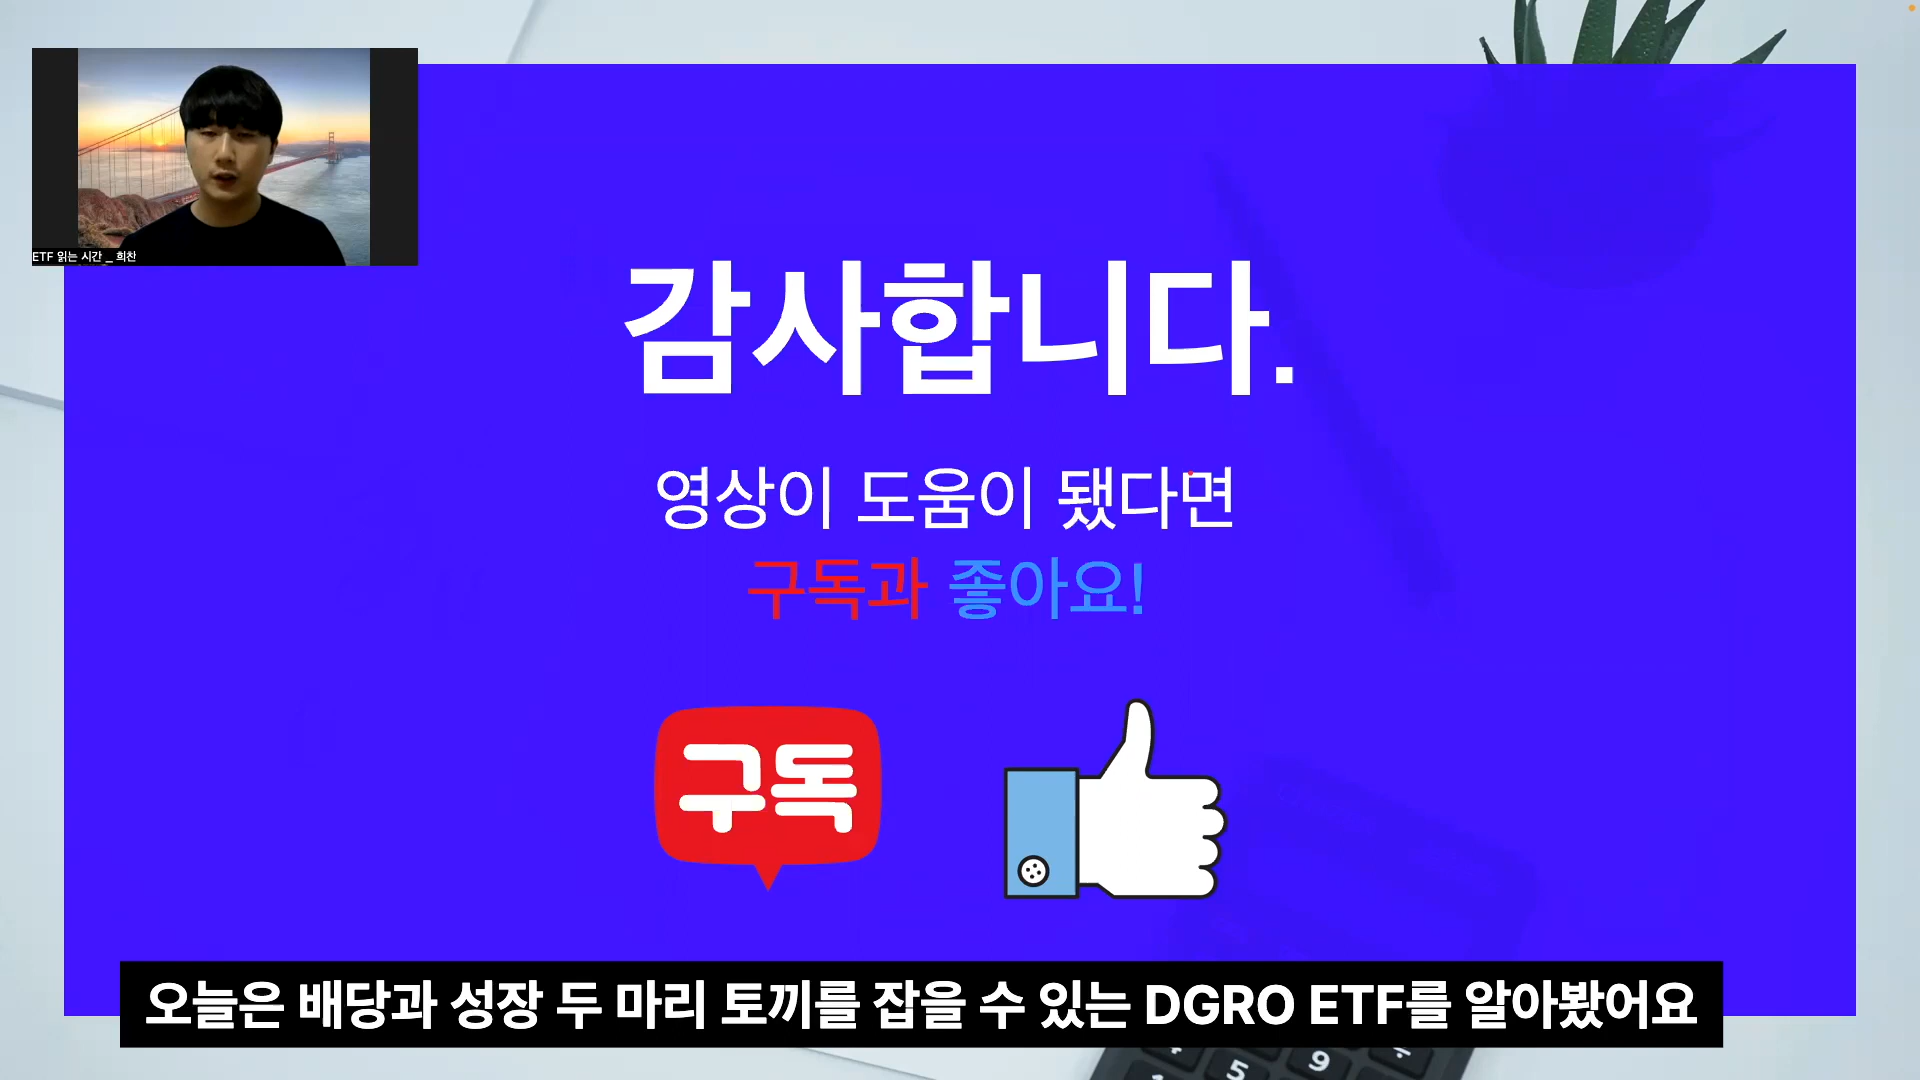 ETF 읽는 시간 _ 희찬
감사합니다.
영상이 도움이 됐다면
구독과 좋아요!
구독
오늘은 배당과 성장 두 마리 토끼를 잡을 수 있는 DGRO ETF를 알아봤어요
5
9
÷